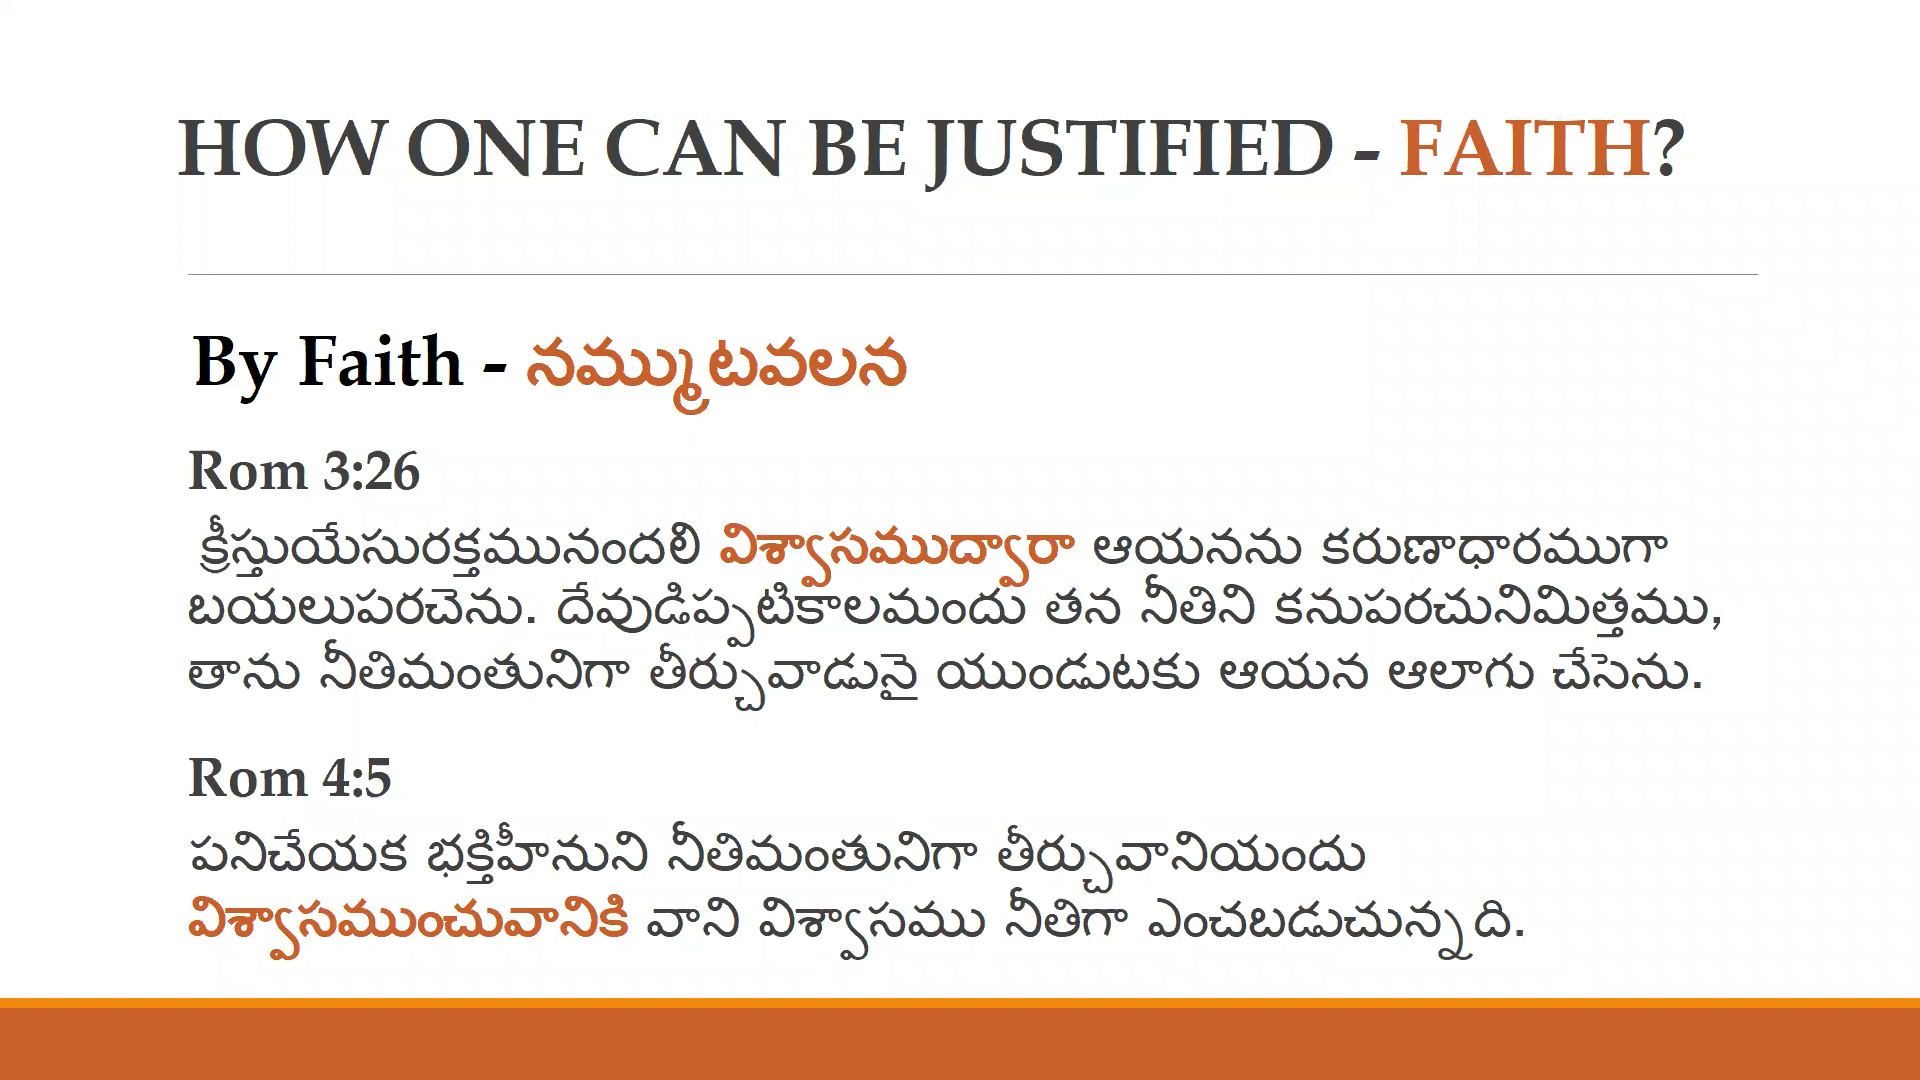 HOW ONE CAN BE JUSTIFIED - FAITH?
By Faith - నమ్ముటవలన
Rom 3:26
క్రీస్తుయేసురక్తమునందలి విశ్వాసముద్వారా ఆయనను కరుణాధారముగా
బయలుపరచెను. దేవుడిప్పటికాలమందు తన నీతిని కనుపరచునిమిత్తము,
తాను నీతిమంతునిగా తీర్చువాడునై యుండుటకు ఆయన ఆలాగు చేసెను.
Rom 4:5
పనిచేయక భక్తిహీనుని నీతిమంతునిగా తీర్చువానియందు
విశ్వాసముంచువానికి వాని విశ్వాసము నీతిగా ఎంచబడుచున్నది.